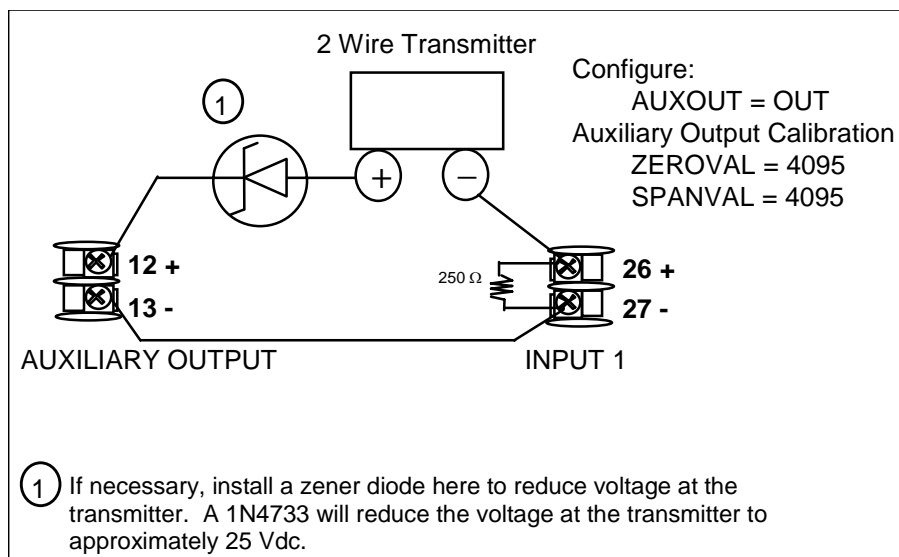 2 Wire Transmitter
Configure:
AUXOUT = OUT
Auxiliary Output Calibration
ZEROVAL = 4095
SPANVAL = 4095
1
+
−
12 +
13 -
250 Ω
26 +
27 -
AUXILIARY OUTPUT
INPUT 1
1 If necessary, install a zener diode here to reduce voltage at the
transmitter. A 1N4733 will reduce the voltage at the transmitter to
approximately 25 Vdc.